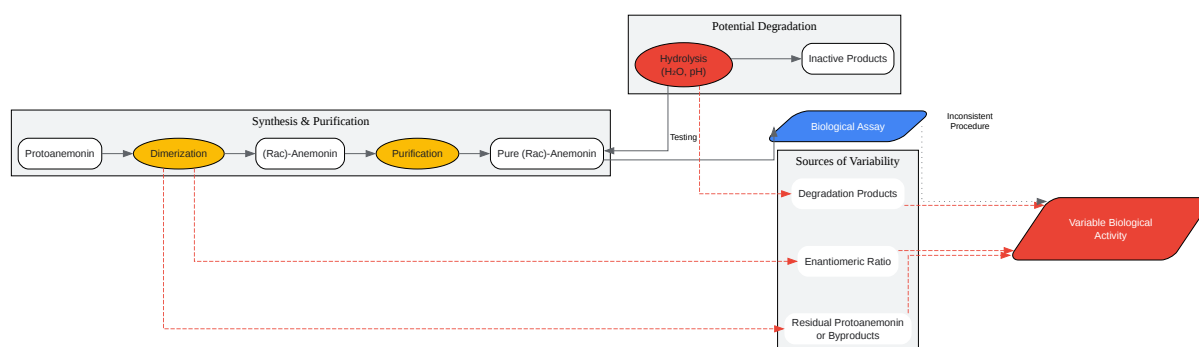 Potential Degradation
Hydrolysis
(H₂O, pH)
Inactive Products
Synthesis & Purification
Protoanemonin
Dimerization
(Rac)-Anemonin
Purification
Pure (Rac)-Anemonin
Testing
Biological Assay
Inconsistent
Procedure
Sources of Variability
Degradation Products
Enantiomeric Ratio
Residual Protoanemonin
or Byproducts
Variable Biological
Activity